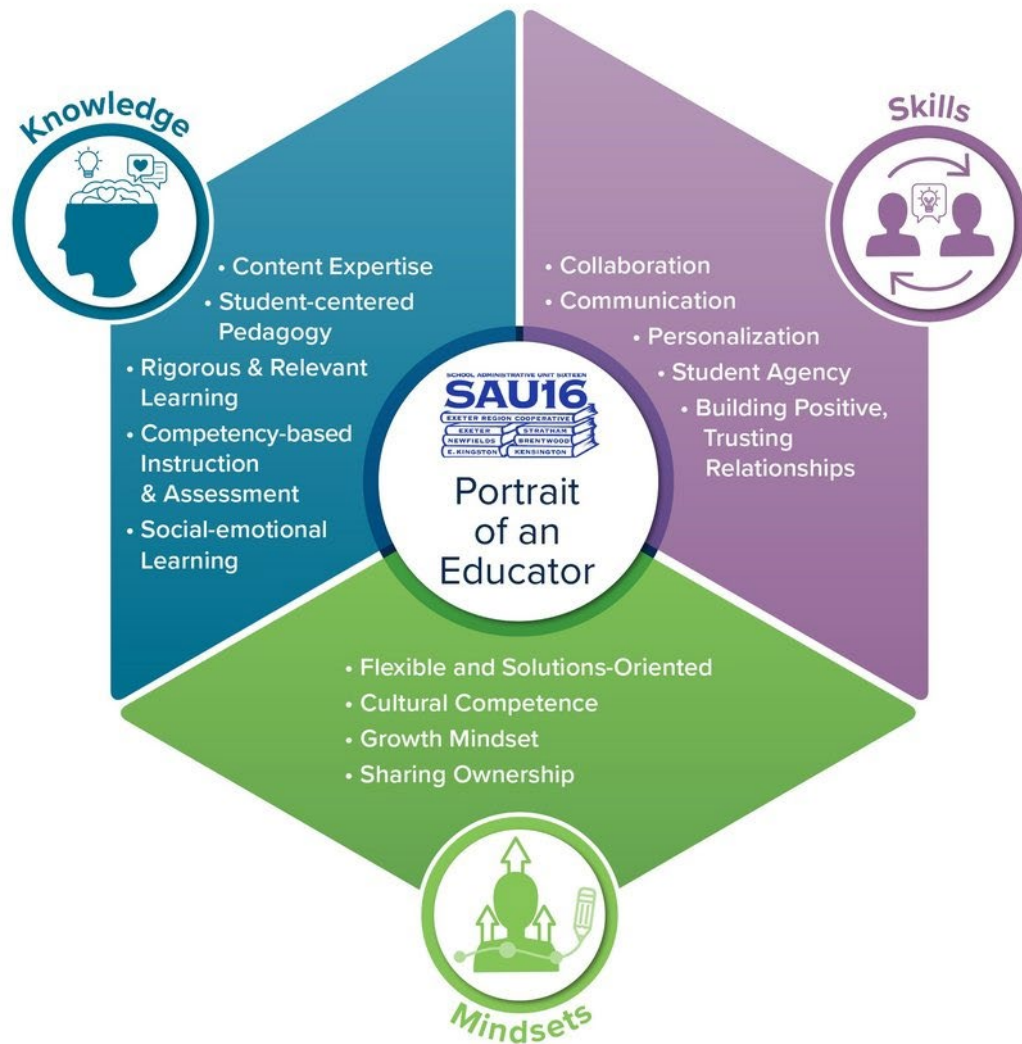 Knowledge
• Content Expertise
• Student-centered
Pedagogy
• Rigorous & Relevant
Learning
• Competency-based
Instruction
& Assessment
• Social-emotional
Learning
Skills
• Collaboration
• Communication
• Personalization
• Student Agency
• Building Positive,
Trusting
Relationships
SCHOOL ADMINISTRATIVE UNIT SIXTEEN
SAU16
EXETER REGION COOPERATIVE
EXETER STRATHAM
NEWFIELDS BRENTWOOD
E. KINGSTON KENSINGTON
Portrait
of an
Educator
• Flexible and Solutions-Oriented
• Cultural Competence
• Growth Mindset
• Sharing Ownership
Mindsets